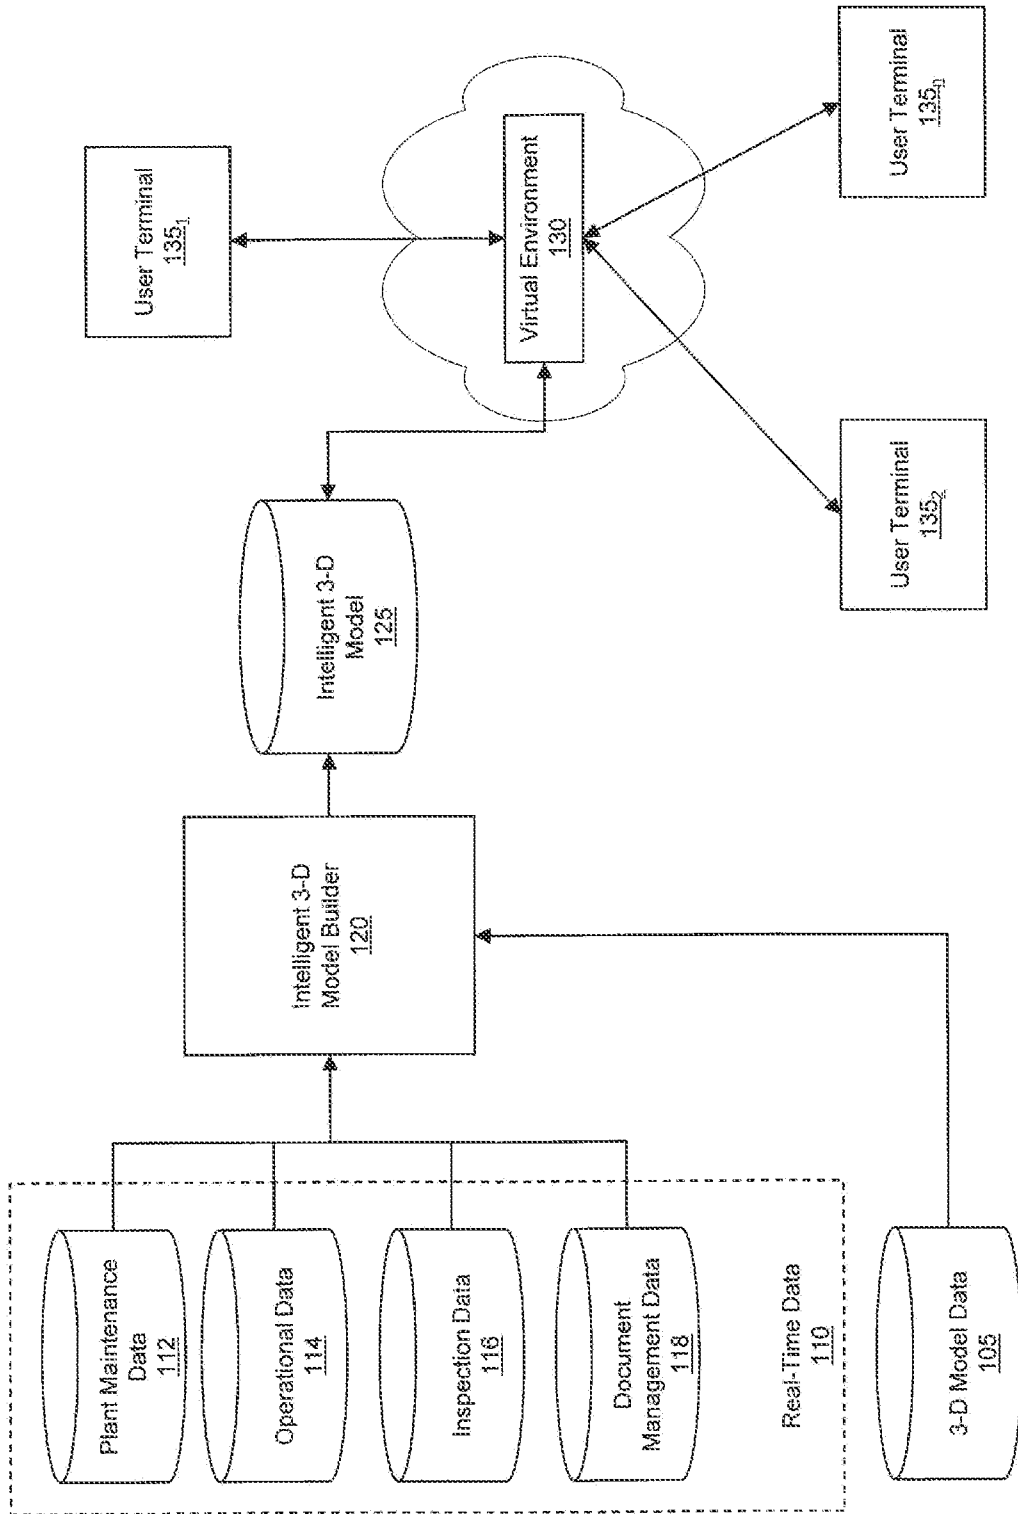 Plant Maintenance
Data
112
Operational Data
114
Inspection Data
116
Document
Management Data
118
Real-Time Data
110
3-D Model Data
105
Intelligent 3-D
Model Builder
120
Intelligent 3-D
Model
125
Virtual Environment
130
User Terminal
135₁
User Terminal
135₂
User Terminal
135ₙ